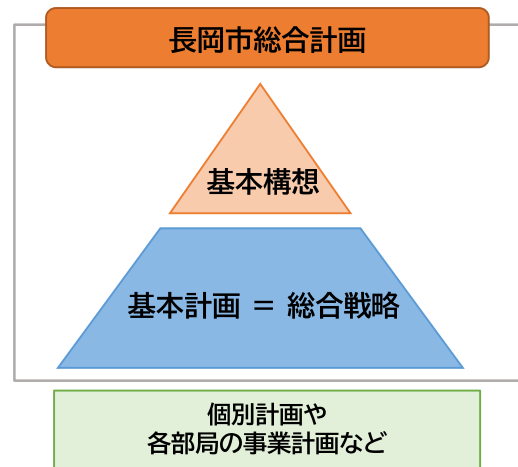 長岡市総合計画
基本構想
基本計画 ＝ 総合戦略
個別計画や
各部局の事業計画など